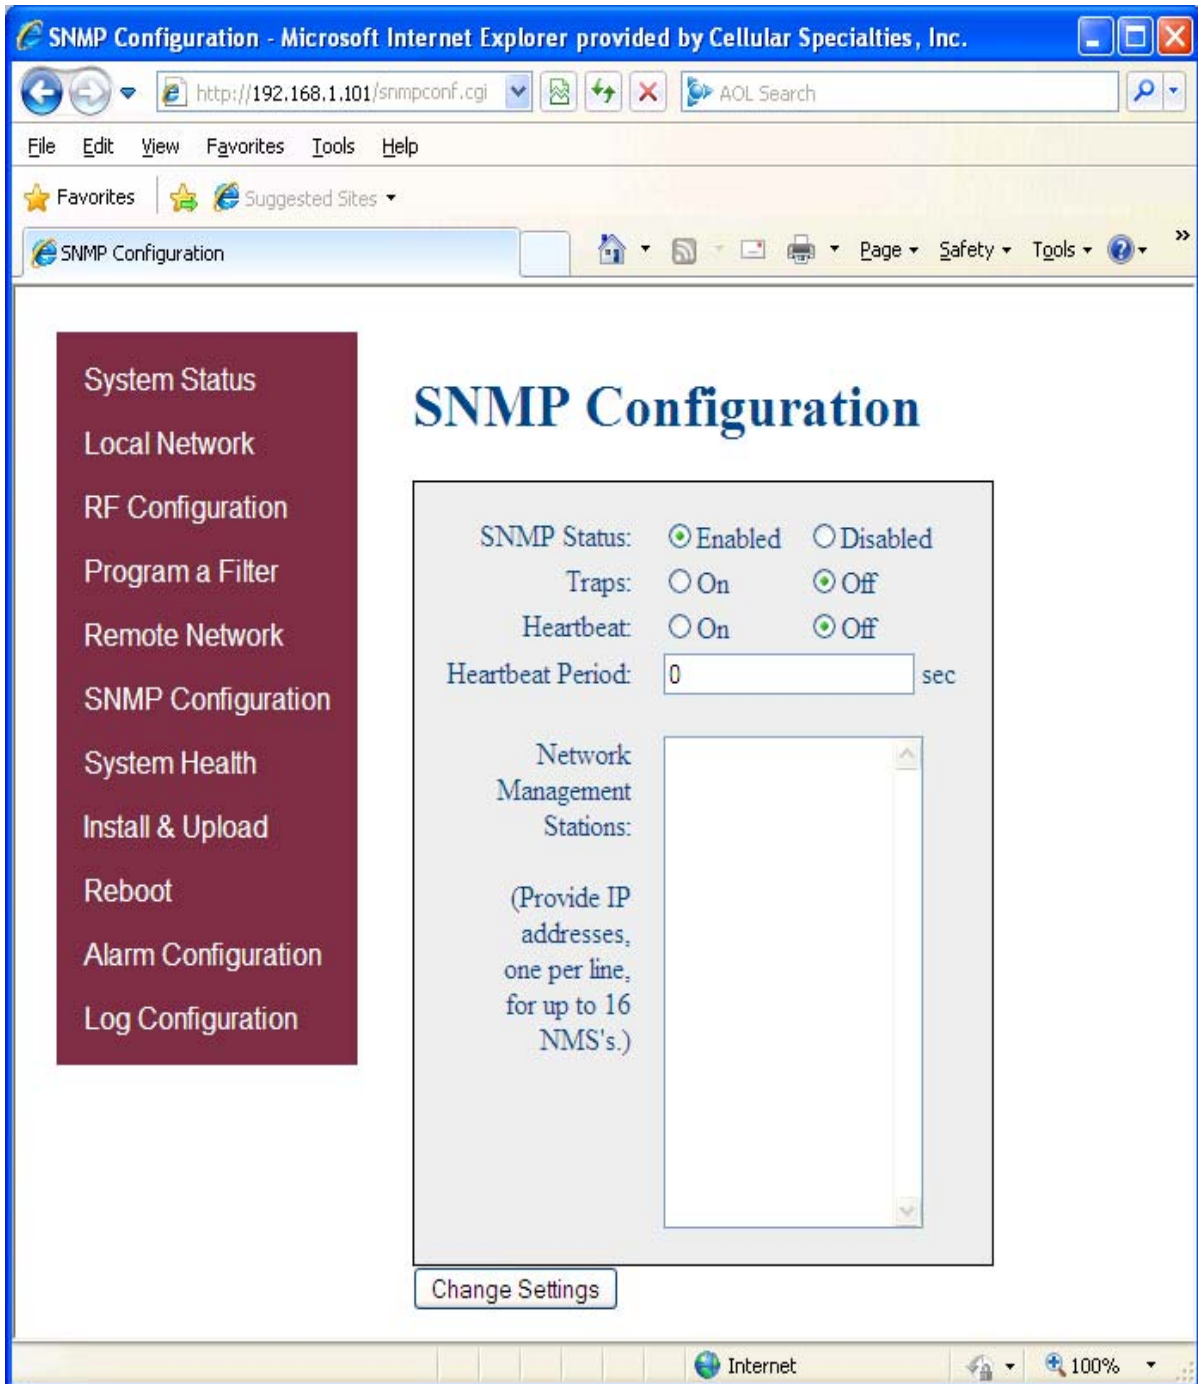 SNMP Configuration - Microsoft Internet Explorer provided by Cellular Specialties, Inc.
http://192.168.1.101/snmpconf.cgi
AOL Search
File Edit View Favorites Tools Help
Favorites Suggested Sites
SNMP Configuration
Page Safety Tools
System Status
Local Network
RF Configuration
Program a Filter
Remote Network
SNMP Configuration
System Health
Install & Upload
Reboot
Alarm Configuration
Log Configuration
SNMP Configuration
SNMP Status: Enabled Disabled
Traps: On Off
Heartbeat: On Off
Heartbeat Period: 0 sec
Network
Management
Stations:
(Provide IP
addresses,
one per line,
for up to 16
NMS's.)
Change Settings
Internet
100%